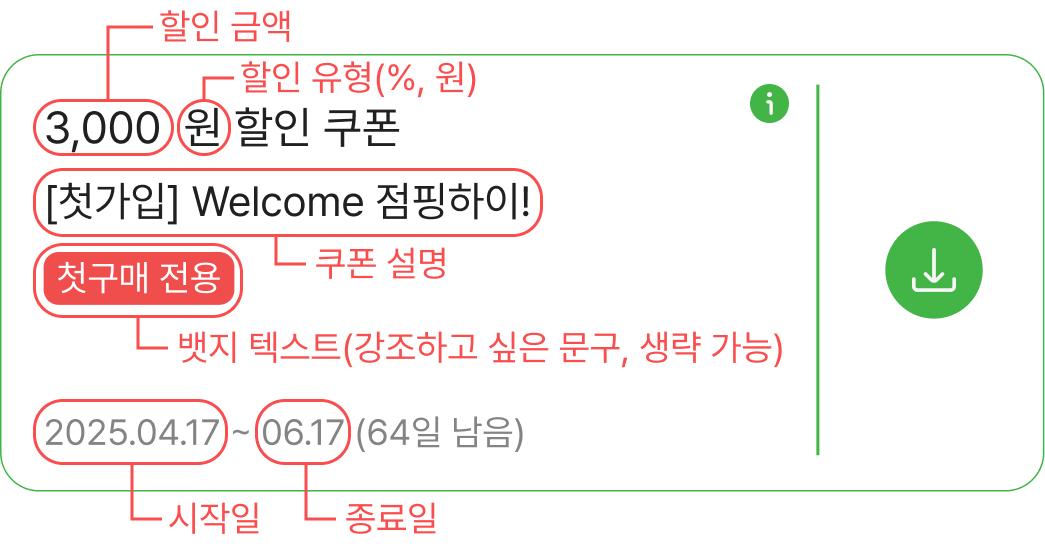 할인 금액
할인 유형(%, 원)
3,000 원 할인 쿠폰
[첫가입] Welcome 점핑하이!
쿠폰 설명
첫구매 전용
뱃지 텍스트(강조하고 싶은 문구, 생략 가능)
2025.04.17 ~ 06.17 (64일 남음)
시작일
종료일